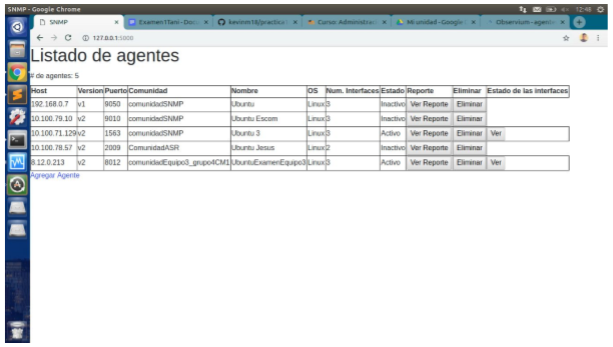 SNMP - Google Chrome 12:40
SNMP Examen1Tani - Doc kevinm18/practica Curso: Administraci Mi unidad - Google Observium--agent
127.0.0.1:5000
Listado de agentes
# de agentes: 5
Host Version Puerto Comunidad Nombre OS Num. Interfaces Estado Reporte Eliminar Estado de las interfaces
192.168.0.7 v1 9050 comunidadSNMP Ubuntu Linux 3 Inactivo Ver Reporte Eliminar
10.100.79.10 v2 9010 comunidadSNMP Ubuntu Escom Linux 3 Inactivo Ver Reporte Eliminar
10.100.71.129 v2 1563 comunidadSNMP Ubuntu 3 Linux 3 Activo Ver Reporte Eliminar Ver
10.100.78.57 v2 2009 ComunidadASR Ubuntu Jesus Linux 2 Inactivo Ver Reporte Eliminar
8.12.0.213 v2 8012 comunidadEquipo3_grupo4CM1 UbuntuExamenEquipo3 Linux 3 Activo Ver Reporte Eliminar Ver
Agregar Agente